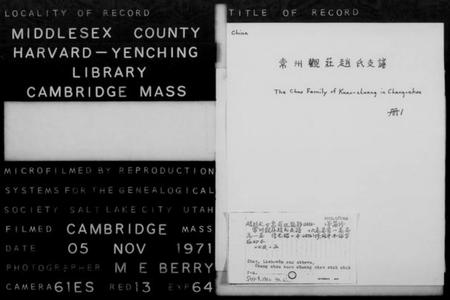 LOCALITY OF RECORD
MIDDLESEX COUNTY
HARVARD-YENCHING
LIBRARY
CAMBRIDGE MASS
MICROFILMED BY REPRODUCTION
SYSTEMS FOR THE GENEALOGICAL
SOCIETY SALT LAKE CITY UTAH
FILMED CAMBRIDGE MASS
DATE 05 NOV 1971
PHOTOGRAPHER M E BERRY
CAMERA 61ES RED 13 EXP 64
TITLE OF RECORD
China
常州觀莊趙氏支譜
The Chao Family of Kuan-chuang in Chang-chou
冊1